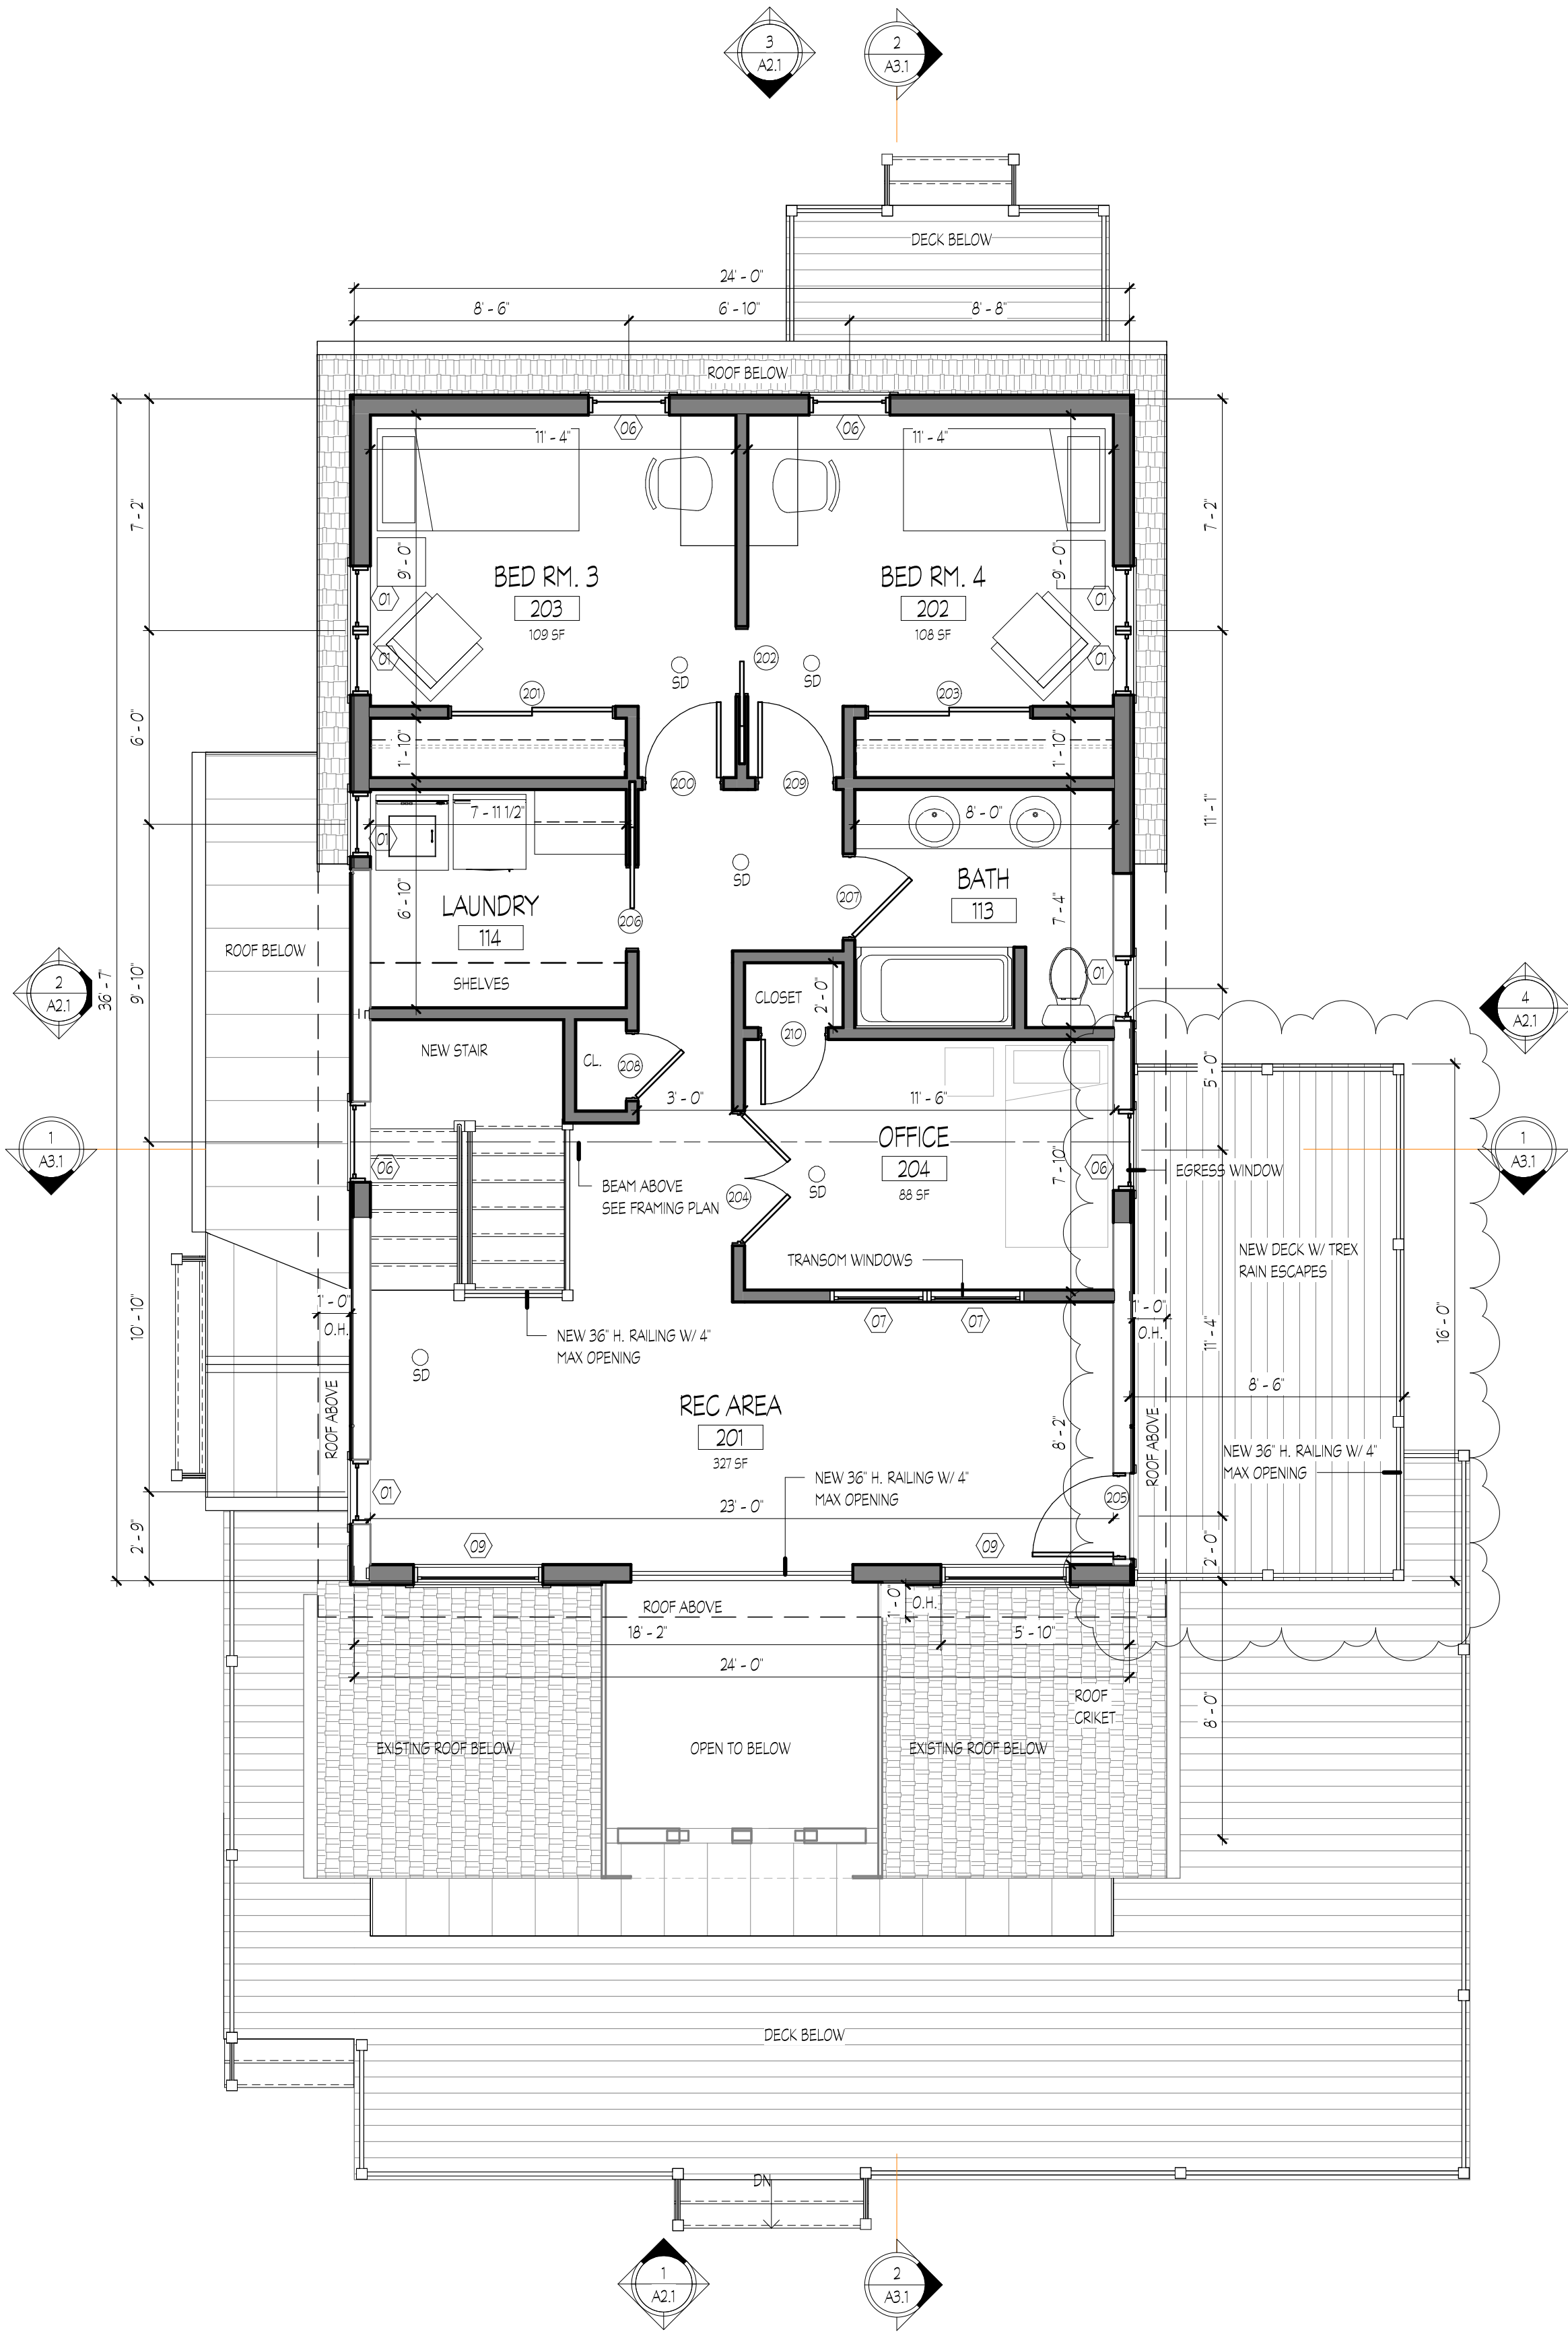 3
A2.1
2
A3.1
DECK BELOW
24' - 0"
8' - 6"
6' - 10"
8' - 8"
ROOF BELOW
06
06
11' - 4"
11' - 4"
7' - 2"
7' - 2"
9' - 0"
9' - 0"
BED RM. 3
203
109 SF
BED RM. 4
202
108 SF
01
01
01
01
202
SD
SD
201
203
6' - 0"
1' - 10"
1' - 10"
200
209
7 - 11 1/2"
8' - 0"
01
11' - 1"
SD
6' - 10"
LAUNDRY
114
206
207
BATH
113
7' - 4"
ROOF BELOW
SHELVES
2
A2.1
36' - 7"
9' - 10"
CLOSET
2' - 0"
01
4
A2.1
210
NEW STAIR
CL.
208
5' - 0"
3' - 0"
11' - 6"
1
A3.1
OFFICE
204
88 SF
7' - 10"
06
06
EGRESS WINDOW
1
A3.1
BEAM ABOVE
SEE FRAMING PLAN
204
SD
TRANSOM WINDOWS
NEW DECK W/ TREX
RAIN ESCAPES
10' - 10"
1' - 0"
O.H.
07
07
1' - 0"
O.H.
11' - 4"
16' - 0"
NEW 36" H. RAILING W/ 4"
MAX OPENING
SD
8' - 6"
ROOF ABOVE
REC AREA
201
327 SF
8' - 2"
ROOF ABOVE
NEW 36" H. RAILING W/ 4"
MAX OPENING
NEW 36" H. RAILING W/ 4"
MAX OPENING
01
23' - 0"
205
2' - 9"
09
09
2' - 0"
ROOF ABOVE
1' - 0"
O.H.
18' - 2"
5' - 10"
24' - 0"
ROOF
CRIKET
8' - 0"
EXISTING ROOF BELOW
OPEN TO BELOW
EXISTING ROOF BELOW
DECK BELOW
DN
1
A2.1
2
A3.1